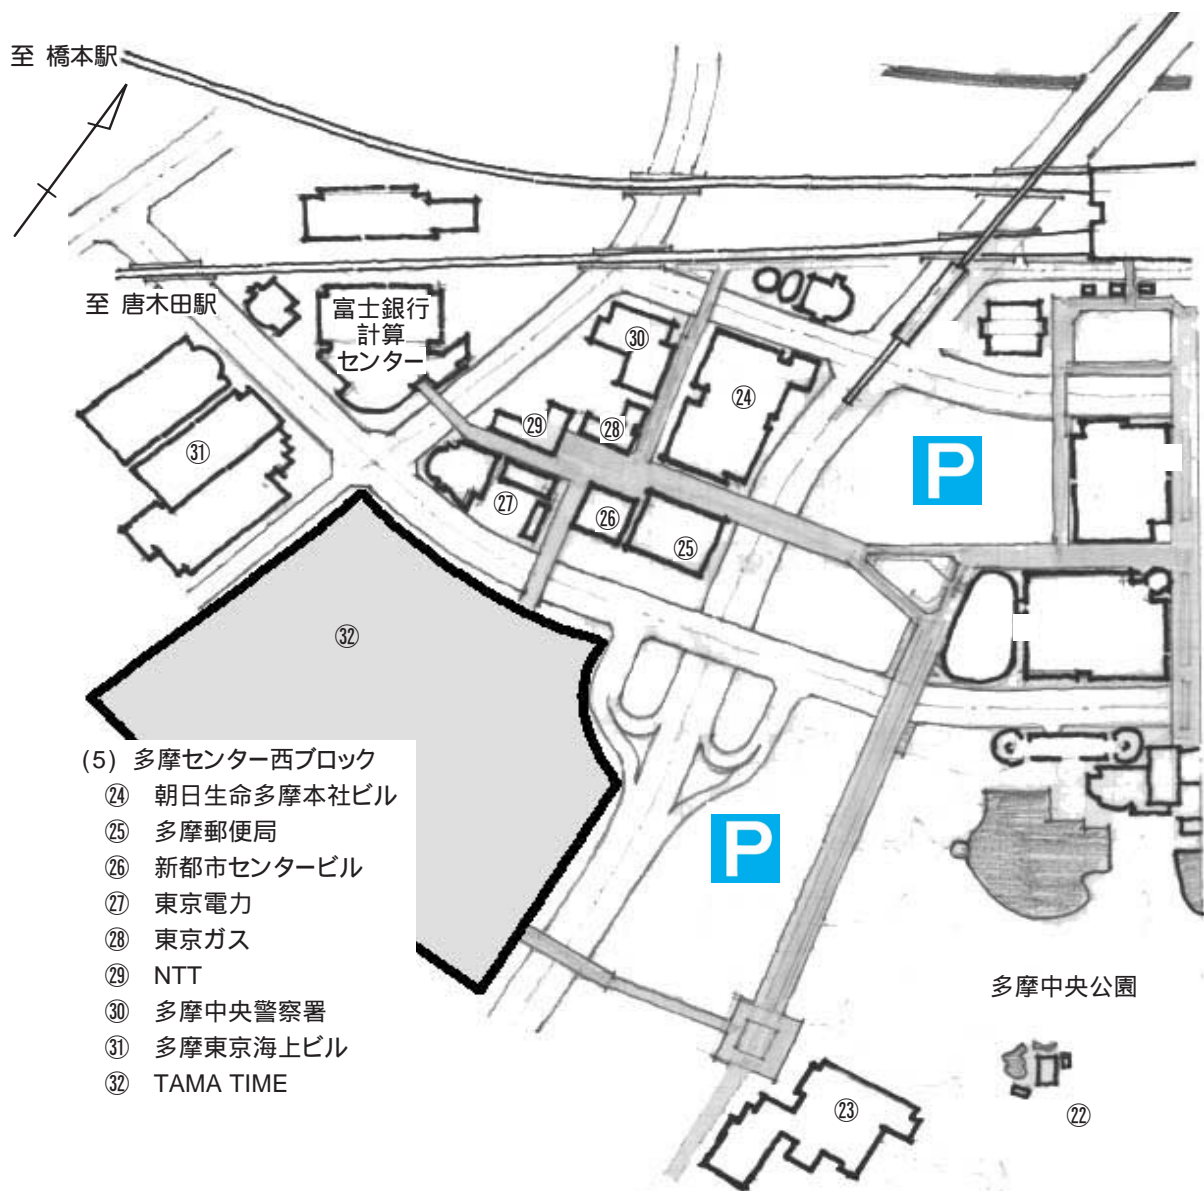 至 橋本駅
至 唐木田駅
富士銀行
計算
センター
㉚
㉔
㉙
㉘
㉛
㉗
㉖
㉕
P
㉜
(5) 多摩センター西ブロック
㉔ 朝日生命多摩本社ビル
㉕ 多摩郵便局
㉖ 新都市センタービル
㉗ 東京電力
㉘ 東京ガス
㉙ NTT
㉚ 多摩中央警察署
㉛ 多摩東京海上ビル
㉜ TAMA TIME
P
多摩中央公園
㉓
㉒